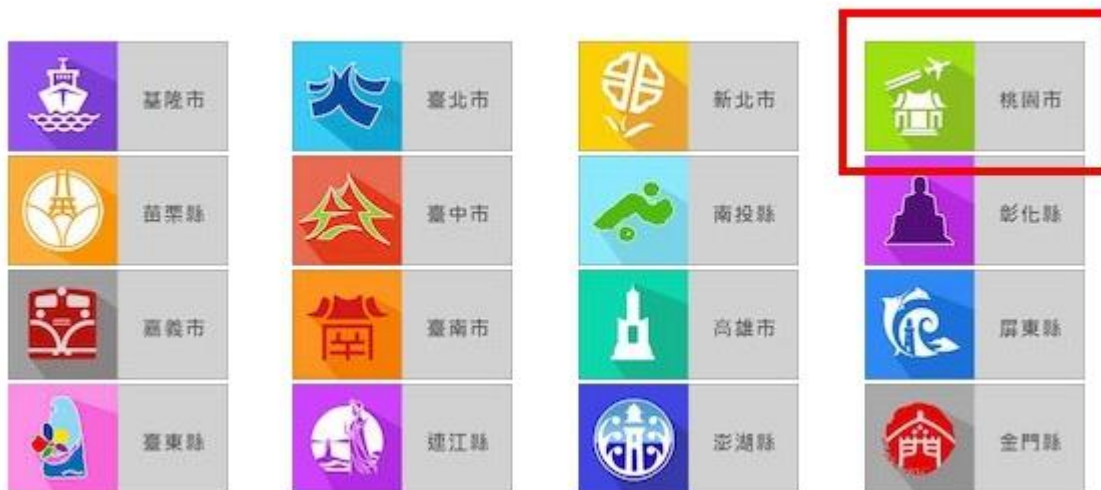 基隆市
臺北市
新北市
桃園市
苗栗縣
臺中市
南投縣
彰化縣
嘉義市
臺南市
高雄市
屏東縣
臺東縣
連江縣
澎湖縣
金門縣